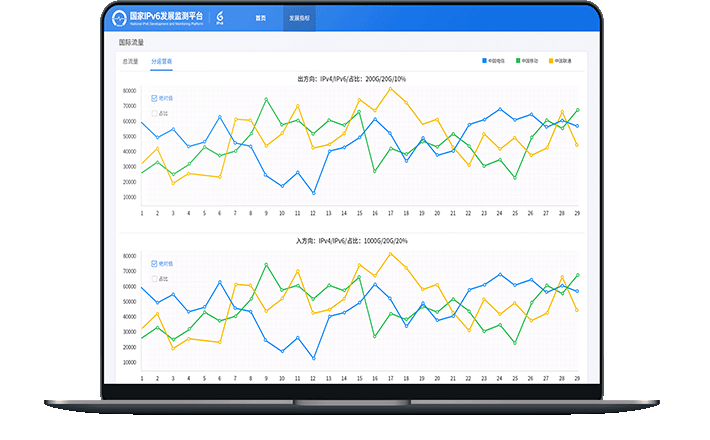 国家IPv6发展监测平台
National IPv6 Development and Monitoring Platform
首页
发展指标
国际流量
总流量
分运营商
中国电信
中国移动
中国联通
出方向：IPv4/IPv6/占比：200G/20G/10%
80000
70000
60000
50000
40000
30000
20000
10000
绝对值
占比
1 2 3 4 5 6 7 8 9 10 11 12 13 14 15 16 17 18 19 20 21 22 23 24 25 26 27 28 29
入方向：IPv4/IPv6/占比：1000G/20G/20%
80000
70000
60000
50000
40000
30000
20000
10000
绝对值
占比
1 2 3 4 5 6 7 8 9 10 11 12 13 14 15 16 17 18 19 20 21 22 23 24 25 26 27 28 29